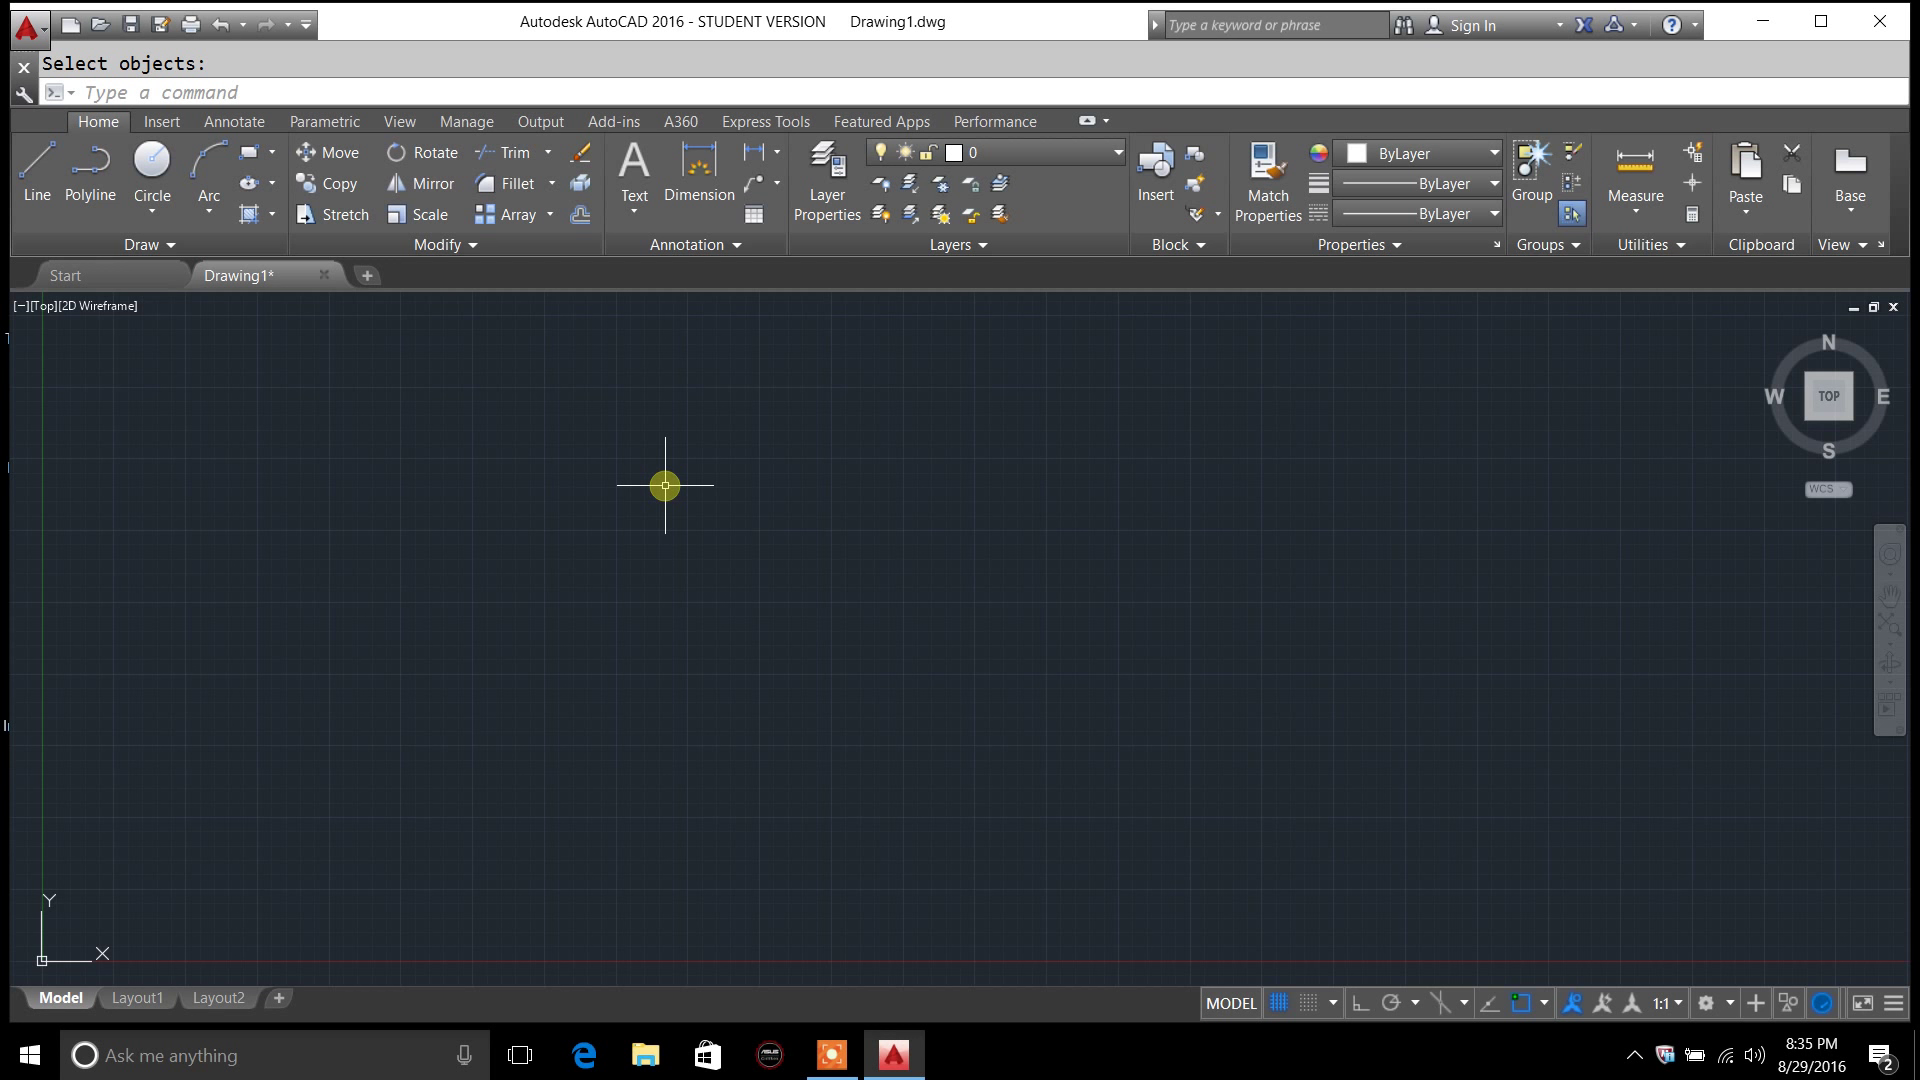 Autodesk AutoCAD 2016 - STUDENT VERSION Drawing1.dwg
Type a keyword or phrase
Sign In
Select objects:
Type a command
Home Insert Annotate Parametric View Manage Output Add-ins A360 Express Tools Featured Apps Performance
Line Polyline Circle Arc
Draw
Move Rotate Trim
Copy Mirror Fillet
Stretch Scale Array
Modify
Text Dimension
Annotation
Layer
Properties
0
Layers
Insert
Block
Match
Properties
ByLayer
ByLayer
ByLayer
Properties
Group
Groups
Measure
Utilities
Paste
Clipboard
Base
View
Start Drawing1*
[−][Top][2D Wireframe]
N
W TOP E
S
WCS
Y
X
Model Layout1 Layout2
MODEL 1:1
Ask me anything
8:35 PM
8/29/2016
2